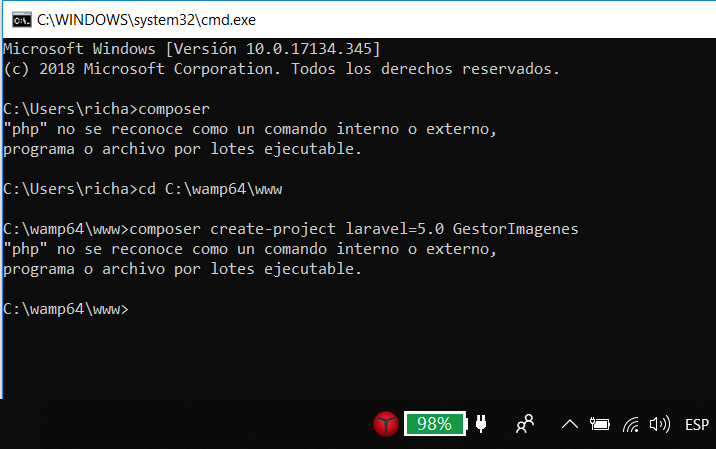 C:\WINDOWS\system32\cmd.exe
Microsoft Windows [Versión 10.0.17134.345]
(c) 2018 Microsoft Corporation. Todos los derechos reservados.
C:\Users\richa>composer
"php" no se reconoce como un comando interno o externo,
programa o archivo por lotes ejecutable.
C:\Users\richa>cd C:\wamp64\www
C:\wamp64\www>composer create-project laravel=5.0 GestorImagenes
"php" no se reconoce como un comando interno o externo,
programa o archivo por lotes ejecutable.
C:\wamp64\www>
98% ESP